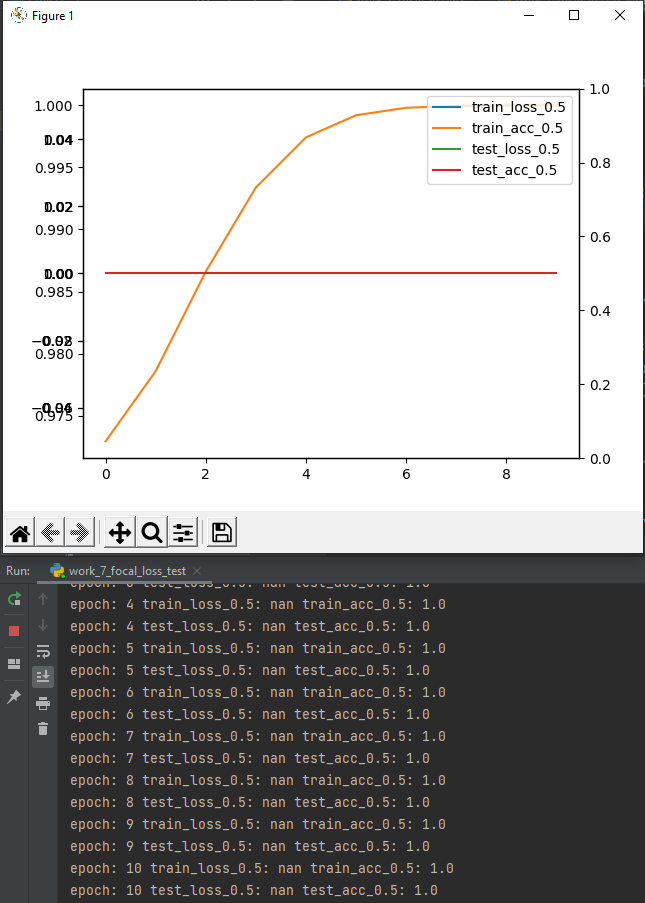 Figure 1
1.000
0.995
0.990
0.985
0.980
0.975
1.04
1.02
1.00
1.0
0.8
0.6
0.4
0.2
0.0
train_loss_0.5
train_acc_0.5
test_loss_0.5
test_acc_0.5
0 2 4 6 8
Run: work_7_focal_loss_test
test_loss_0.5: nan test_acc_0.5: 1.0
epoch: 4 train_loss_0.5: nan train_acc_0.5: 1.0
epoch: 4 test_loss_0.5: nan test_acc_0.5: 1.0
epoch: 5 train_loss_0.5: nan train_acc_0.5: 1.0
epoch: 5 test_loss_0.5: nan test_acc_0.5: 1.0
epoch: 6 train_loss_0.5: nan train_acc_0.5: 1.0
epoch: 6 test_loss_0.5: nan test_acc_0.5: 1.0
epoch: 7 train_loss_0.5: nan train_acc_0.5: 1.0
epoch: 7 test_loss_0.5: nan test_acc_0.5: 1.0
epoch: 8 train_loss_0.5: nan train_acc_0.5: 1.0
epoch: 8 test_loss_0.5: nan test_acc_0.5: 1.0
epoch: 9 train_loss_0.5: nan train_acc_0.5: 1.0
epoch: 9 test_loss_0.5: nan test_acc_0.5: 1.0
epoch: 10 train_loss_0.5: nan train_acc_0.5: 1.0
epoch: 10 test_loss_0.5: nan test_acc_0.5: 1.0